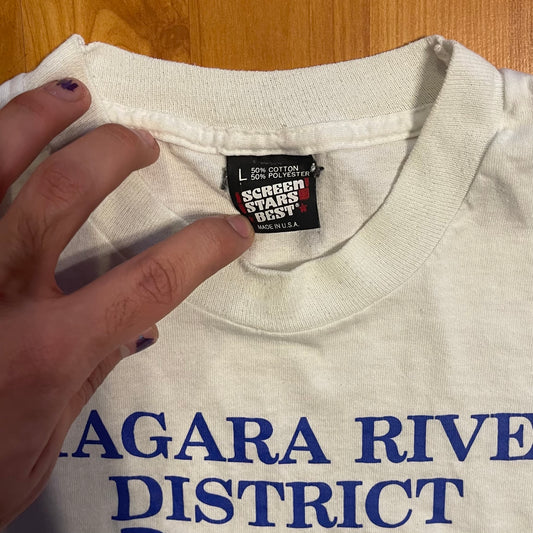 L 50% COTTON
50% POLYESTER
SCREEN
STARS
BEST®
MADE IN U.S.A.
AGARA RIVE
DISTRICT